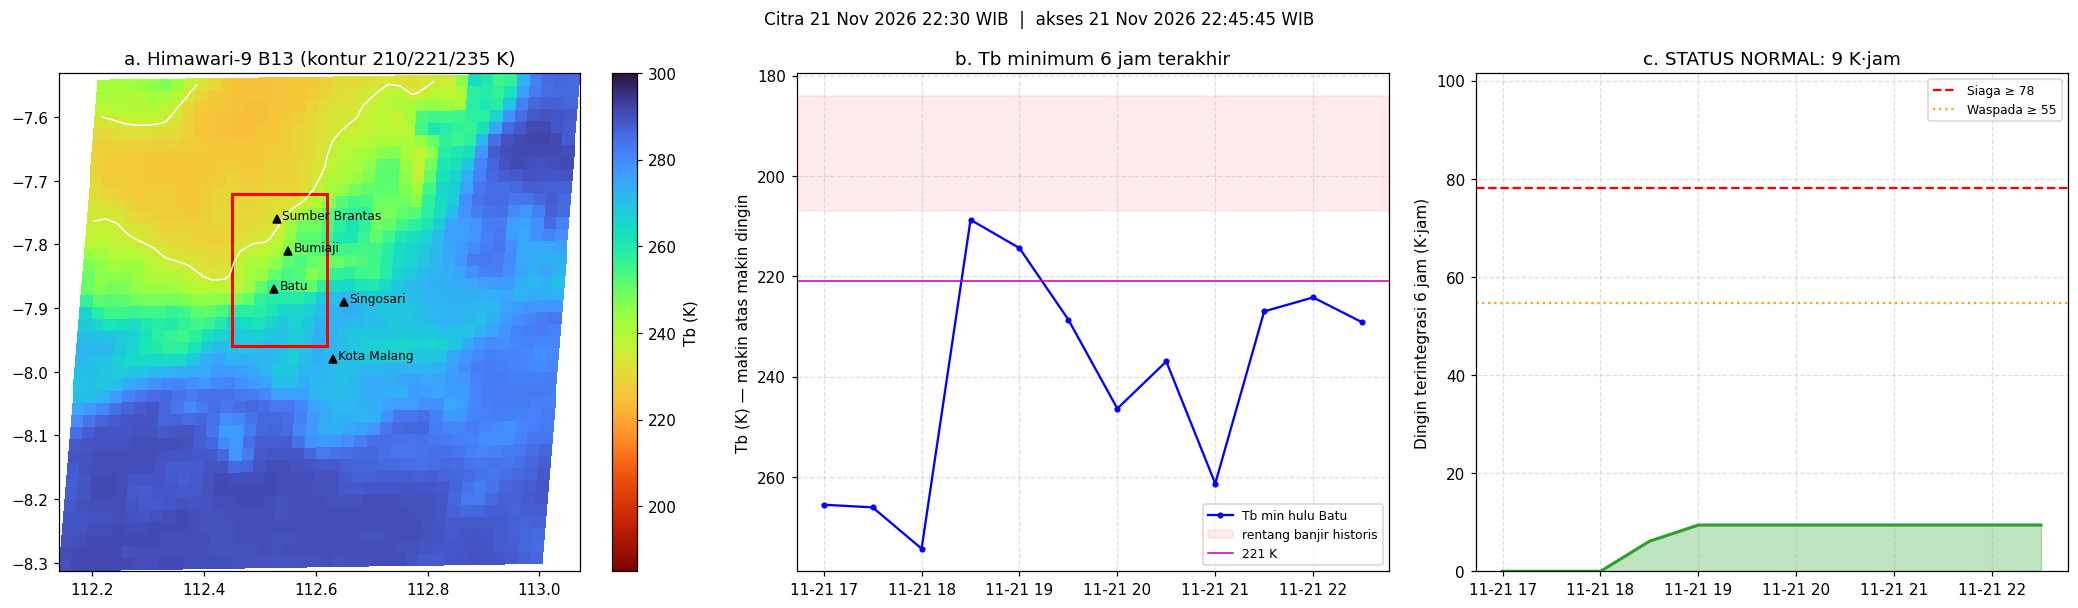 Citra 21 Nov 2026 22:30 WIB | akses 21 Nov 2026 22:45:45 WIB
a. Himawari-9 B13 (kontur 210/221/235 K)
−7.6
−7.7
−7.8
−7.9
−8.0
−8.1
−8.2
−8.3
112.2
112.4
112.6
112.8
113.0
Sumber Brantas
Bumiaji
Batu
Singosari
Kota Malang
300
280
260
240
220
200
Tb (K)
b. Tb minimum 6 jam terakhir
Tb (K) — makin atas makin dingin
180
200
220
240
260
11-21 17
11-21 18
11-21 19
11-21 20
11-21 21
11-21 22
Tb min hulu Batu
rentang banjir historis
221 K
c. STATUS NORMAL: 9 K·jam
Dingin terintegrasi 6 jam (K·jam)
100
80
60
40
20
0
11-21 17
11-21 18
11-21 19
11-21 20
11-21 21
11-21 22
Siaga ≥ 78
Waspada ≥ 55